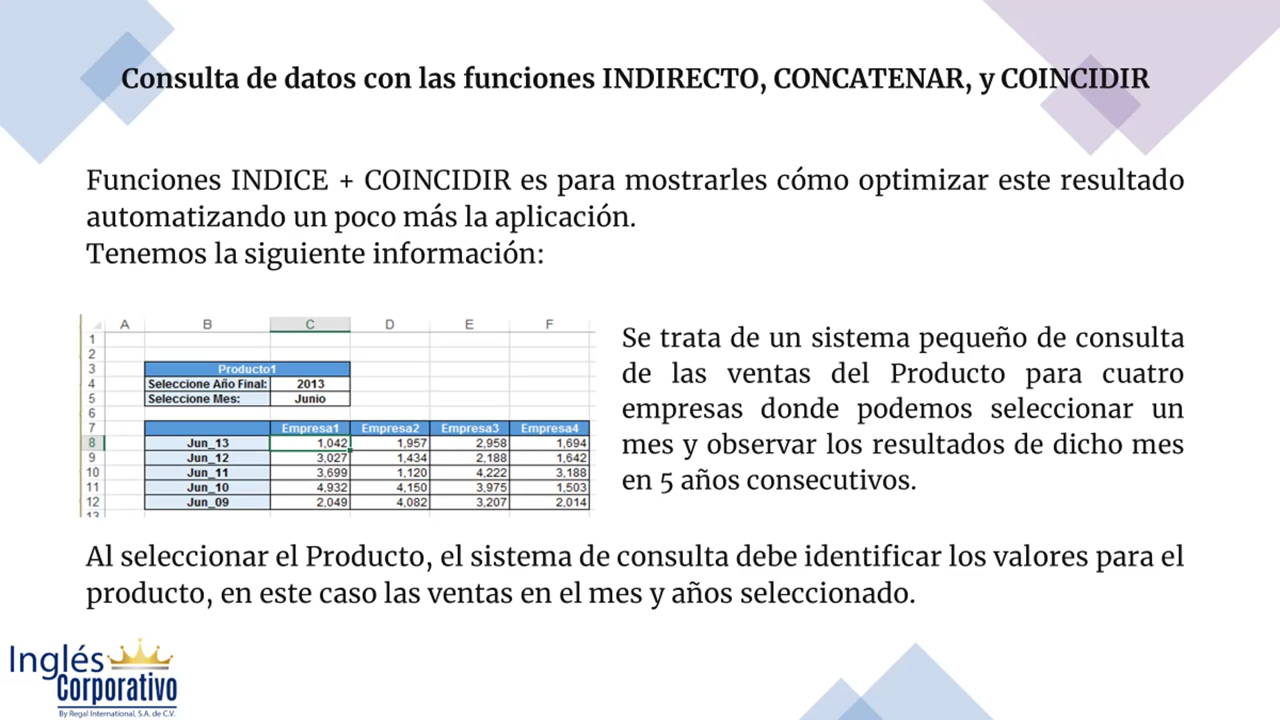 Consulta de datos con las funciones INDIRECTO, CONCATENAR, y COINCIDIR
Funciones INDICE + COINCIDIR es para mostrarles cómo optimizar este resultado
automatizando un poco más la aplicación.
Tenemos la siguiente información:
A B C D E F
1
2
3 Producto1
4 Seleccione Año Final: 2013
5 Seleccione Mes: Junio
6
7 Empresa1 Empresa2 Empresa3 Empresa4
8 Jun_13 1,042 1,957 2,958 1,694
9 Jun_12 3,027 1,434 2,188 1,642
10 Jun_11 3,699 1,120 4,222 3,188
11 Jun_10 4,932 4,150 3,975 1,503
12 Jun_09 2,049 4,082 3,207 2,014
13
Se trata de un sistema pequeño de consulta
de las ventas del Producto para cuatro
empresas donde podemos seleccionar un
mes y observar los resultados de dicho mes
en 5 años consecutivos.
Al seleccionar el Producto, el sistema de consulta debe identificar los valores para el
producto, en este caso las ventas en el mes y años seleccionado.
Inglés
Corporativo
By Regal International, S.A. de C.V.